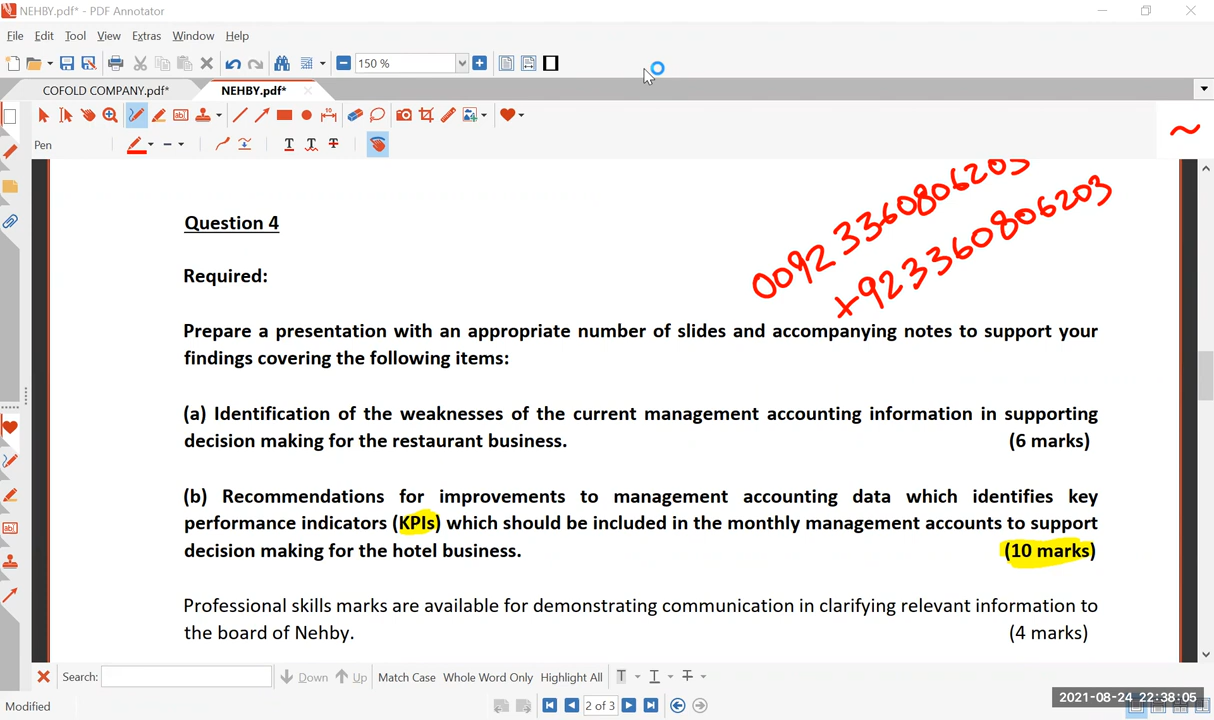 NEHBY.pdf* - PDF Annotator
File Edit Tool View Extras Window Help
150 %
COFOLD COMPANY.pdf* NEHBY.pdf*
Pen
00923360806203
+923360806203
Question 4
Required:
Prepare a presentation with an appropriate number of slides and accompanying notes to support your
findings covering the following items:
(a) Identification of the weaknesses of the current management accounting information in supporting
decision making for the restaurant business. (6 marks)
(b) Recommendations for improvements to management accounting data which identifies key
performance indicators (KPIs) which should be included in the monthly management accounts to support
decision making for the hotel business. (10 marks)
Professional skills marks are available for demonstrating communication in clarifying relevant information to
the board of Nehby. (4 marks)
Search: Down Up Match Case Whole Word Only Highlight All
Modified
2 of 3
2021-08-24 22:38:05